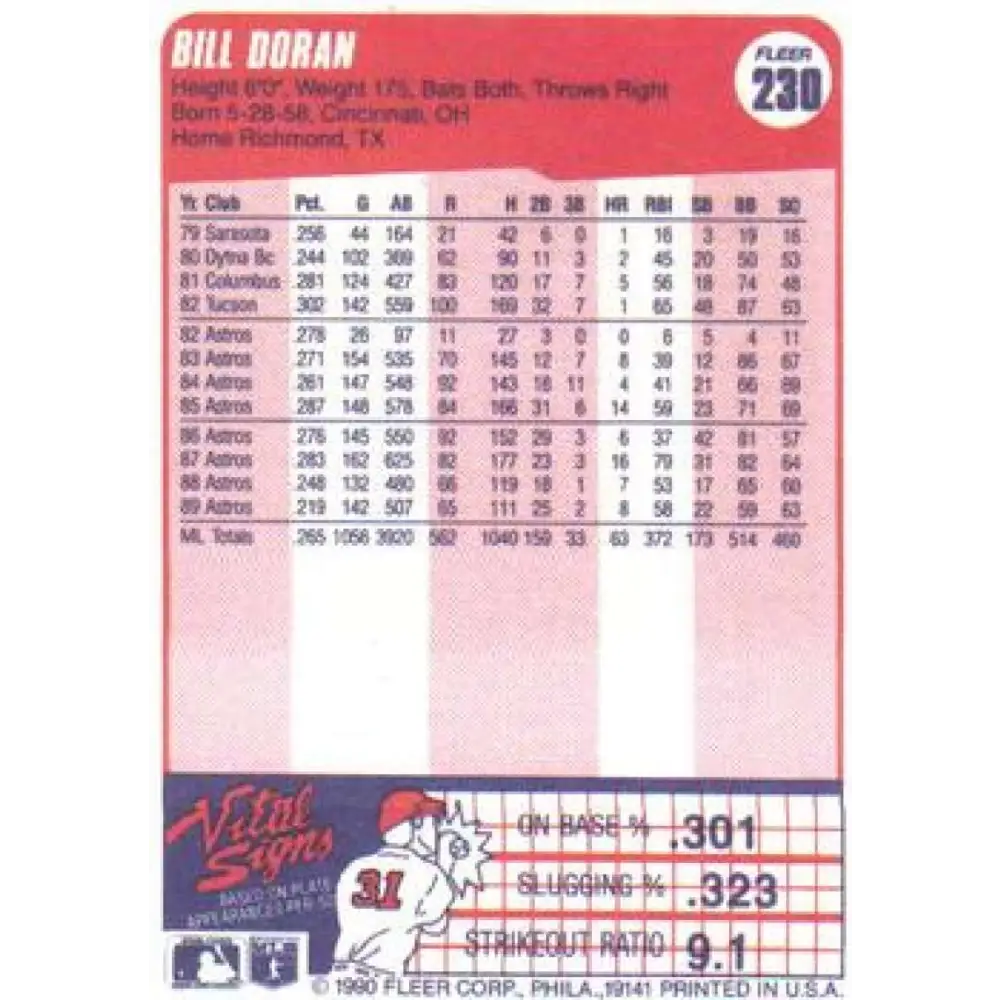 BILL DORAN
FLEER
230
Height 6'0", Weight 175, Bats Both, Throws Right
Born 5-28-58, Cincinnati, OH
Home Richmond, TX
Yr. Club Pct. G AB R H 2B 3B HR RBI SB BB SO
79 Sarasota .256 44 164 21 42 6 0 1 16 3 19 16
80 Dytna Bc .244 102 369 62 90 11 3 2 45 20 50 53
81 Columbus .281 124 427 83 120 17 7 5 56 18 74 48
82 Tucson .302 142 559 100 169 32 7 1 65 48 87 63
82 Astros .278 26 97 11 27 3 0 0 6 5 4 11
83 Astros .271 154 535 70 145 12 7 8 39 12 86 67
84 Astros .261 147 548 92 143 18 11 4 41 21 66 69
85 Astros .287 148 578 84 166 31 6 14 59 23 71 69
86 Astros .276 145 550 92 152 29 3 6 37 42 81 57
87 Astros .283 162 625 82 177 23 3 16 79 31 82 64
88 Astros .248 132 480 66 119 18 1 7 53 17 65 60
89 Astros .219 142 507 65 111 25 2 8 58 22 59 63
ML Totals .265 1056 3920 562 1040 159 33 63 372 173 514 460
Vital
Signs
BASED ON PLATE
APPEARANCES PER SO
31
ON BASE % .301
SLUGGING % .323
STRIKEOUT RATIO 9.1
© 1990 FLEER CORP., PHILA., 19141 PRINTED IN U.S.A.